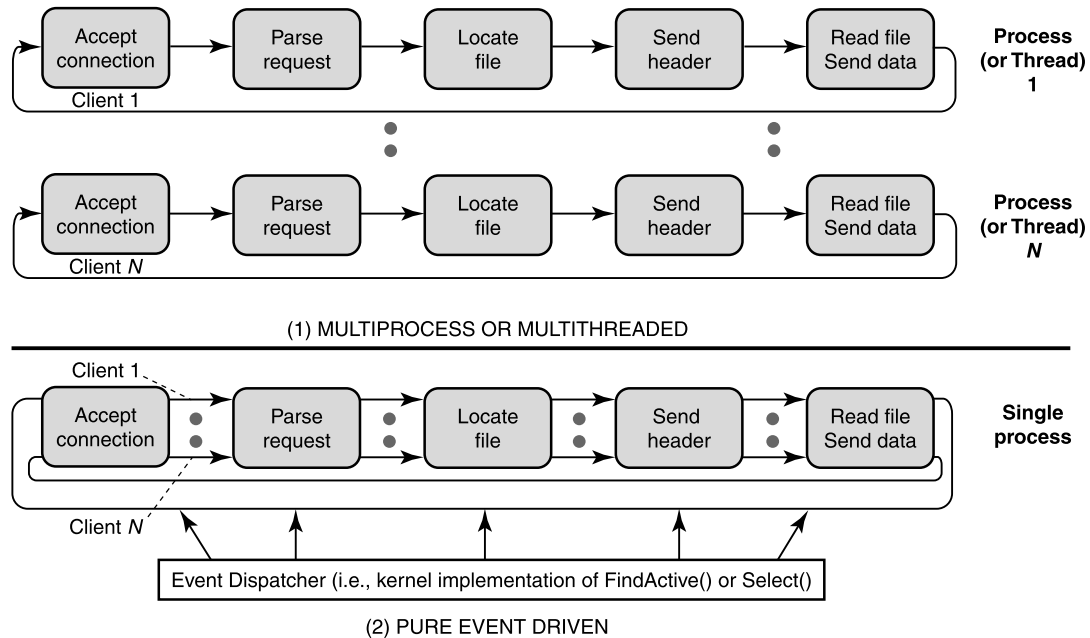 Accept
connection
Parse
request
Locate
file
Send
header
Read file
Send data
Process
(or Thread)
1
Client 1
Accept
connection
Parse
request
Locate
file
Send
header
Read file
Send data
Process
(or Thread)
N
Client N
(1) MULTIPROCESS OR MULTITHREADED
Client 1
Accept
connection
Parse
request
Locate
file
Send
header
Read file
Send data
Single
process
Client N
Event Dispatcher (i.e., kernel implementation of FindActive() or Select()
(2) PURE EVENT DRIVEN